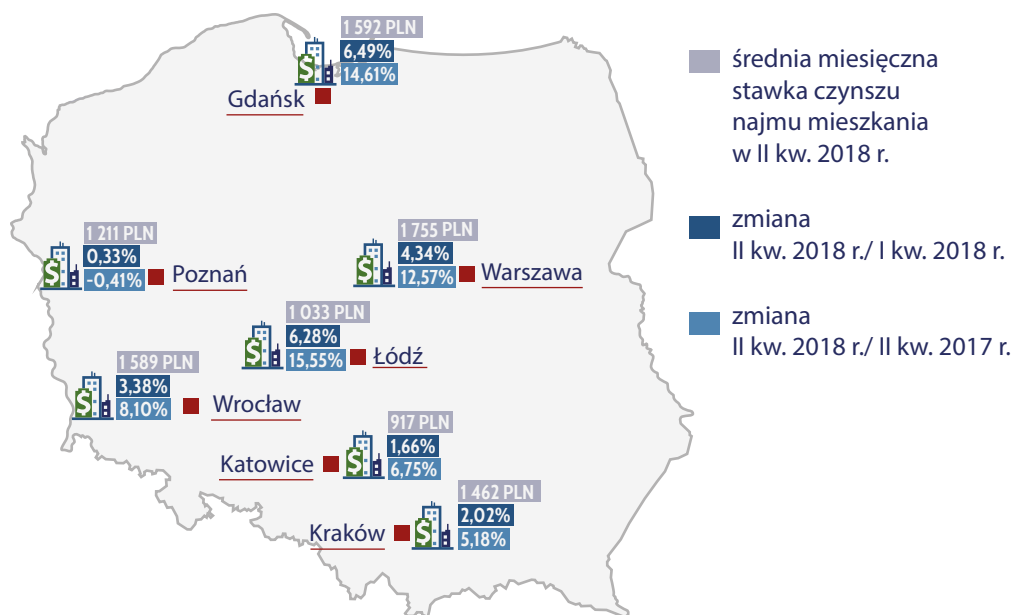 1 592 PLN
6,49%
14,61%
Gdańsk
1 211 PLN
0,33%
-0,41%
Poznań
1 755 PLN
4,34%
12,57%
Warszawa
1 033 PLN
6,28%
15,55%
Łódź
1 589 PLN
3,38%
8,10%
Wrocław
917 PLN
1,66%
6,75%
Katowice
1 462 PLN
2,02%
5,18%
Kraków
średnia miesięczna
stawka czynszu
najmu mieszkania
w II kw. 2018 r.
zmiana
II kw. 2018 r./ I kw. 2018 r.
zmiana
II kw. 2018 r./ II kw. 2017 r.